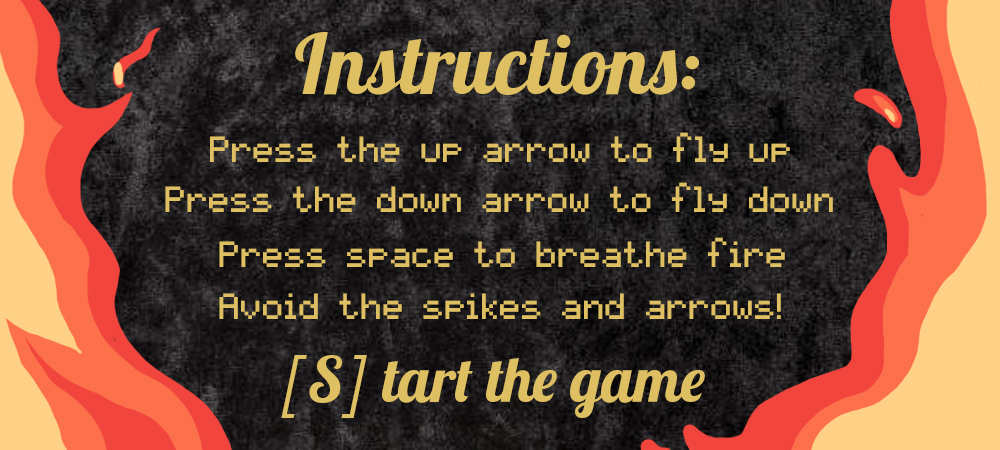 Instructions:
Press the up arrow to fly up
Press the down arrow to fly down
Press space to breathe fire
Avoid the spikes and arrows!
[S] tart the game